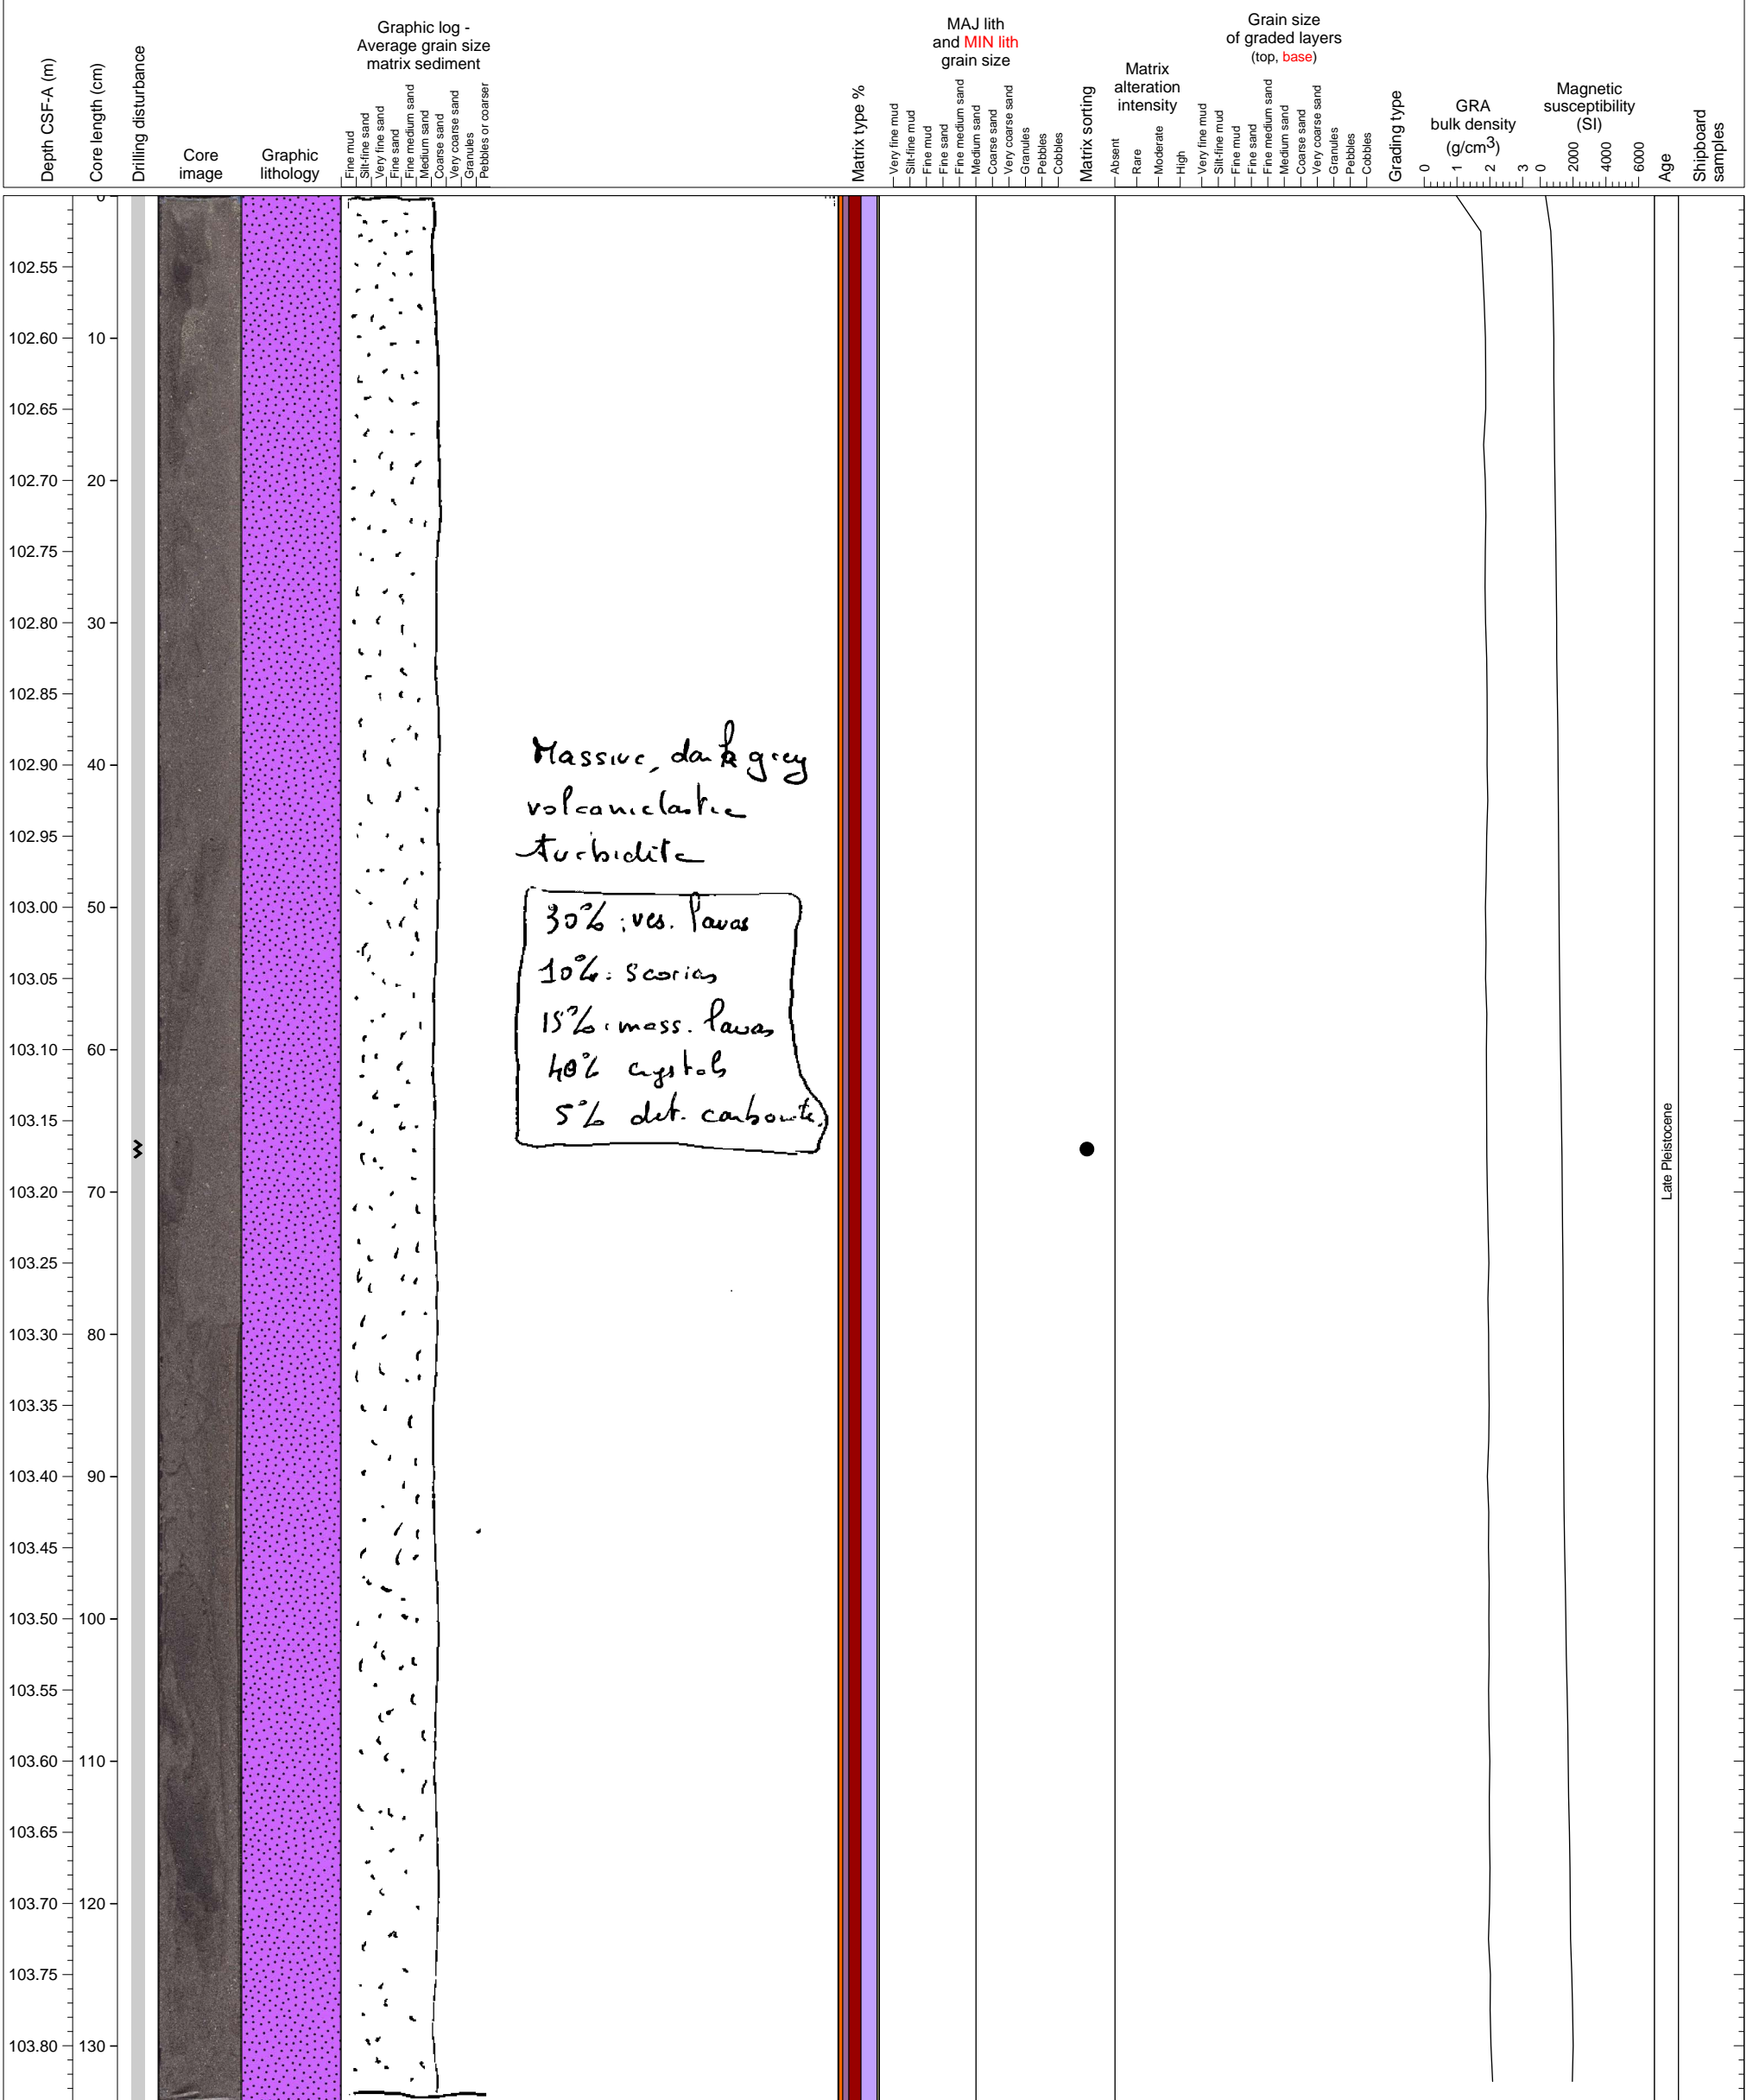 Depth CSF-A (m)
Core length (cm)
Drilling disturbance
Core
image
Graphic
lithology
Graphic log -
Average grain size
matrix sediment
Fine mud
Silt-fine sand
Very fine sand
Fine sand
Fine medium sand
Medium sand
Coarse sand
Very coarse sand
Granules
Pebbles or coarser
Matrix type %
MAJ lith
and MIN lith
grain size
Very fine mud
Silt-fine mud
Fine mud
Fine sand
Fine medium sand
Medium sand
Coarse sand
Very coarse sand
Granules
Pebbles
Cobbles
Matrix sorting
Matrix
alteration
intensity
Absent
Rare
Moderate
High
Grain size
of graded layers
(top, base)
Very fine mud
Silt-fine mud
Fine mud
Fine sand
Fine medium sand
Medium sand
Coarse sand
Very coarse sand
Granules
Pebbles
Cobbles
Grading type
GRA
bulk density
(g/cm3)
0 1 2 3
Magnetic
susceptibility
(SI)
0 2000 4000 6000
Age
Shipboard
samples
0
102.55
102.60 10
102.65
102.70 20
102.75
102.80 30
102.85
102.90 40
102.95
103.00 50
103.05
103.10 60
103.15
103.20 70
103.25
103.30 80
103.35
103.40 90
103.45
103.50 100
103.55
103.60 110
103.65
103.70 120
103.75
103.80 130
Massive, dark grey
volcaniclastic
turbidite
30% : ves. lavas
10% : scorias
15% : mass. lavas
40% crystals
5% det. carbonate
Late Pleistocene